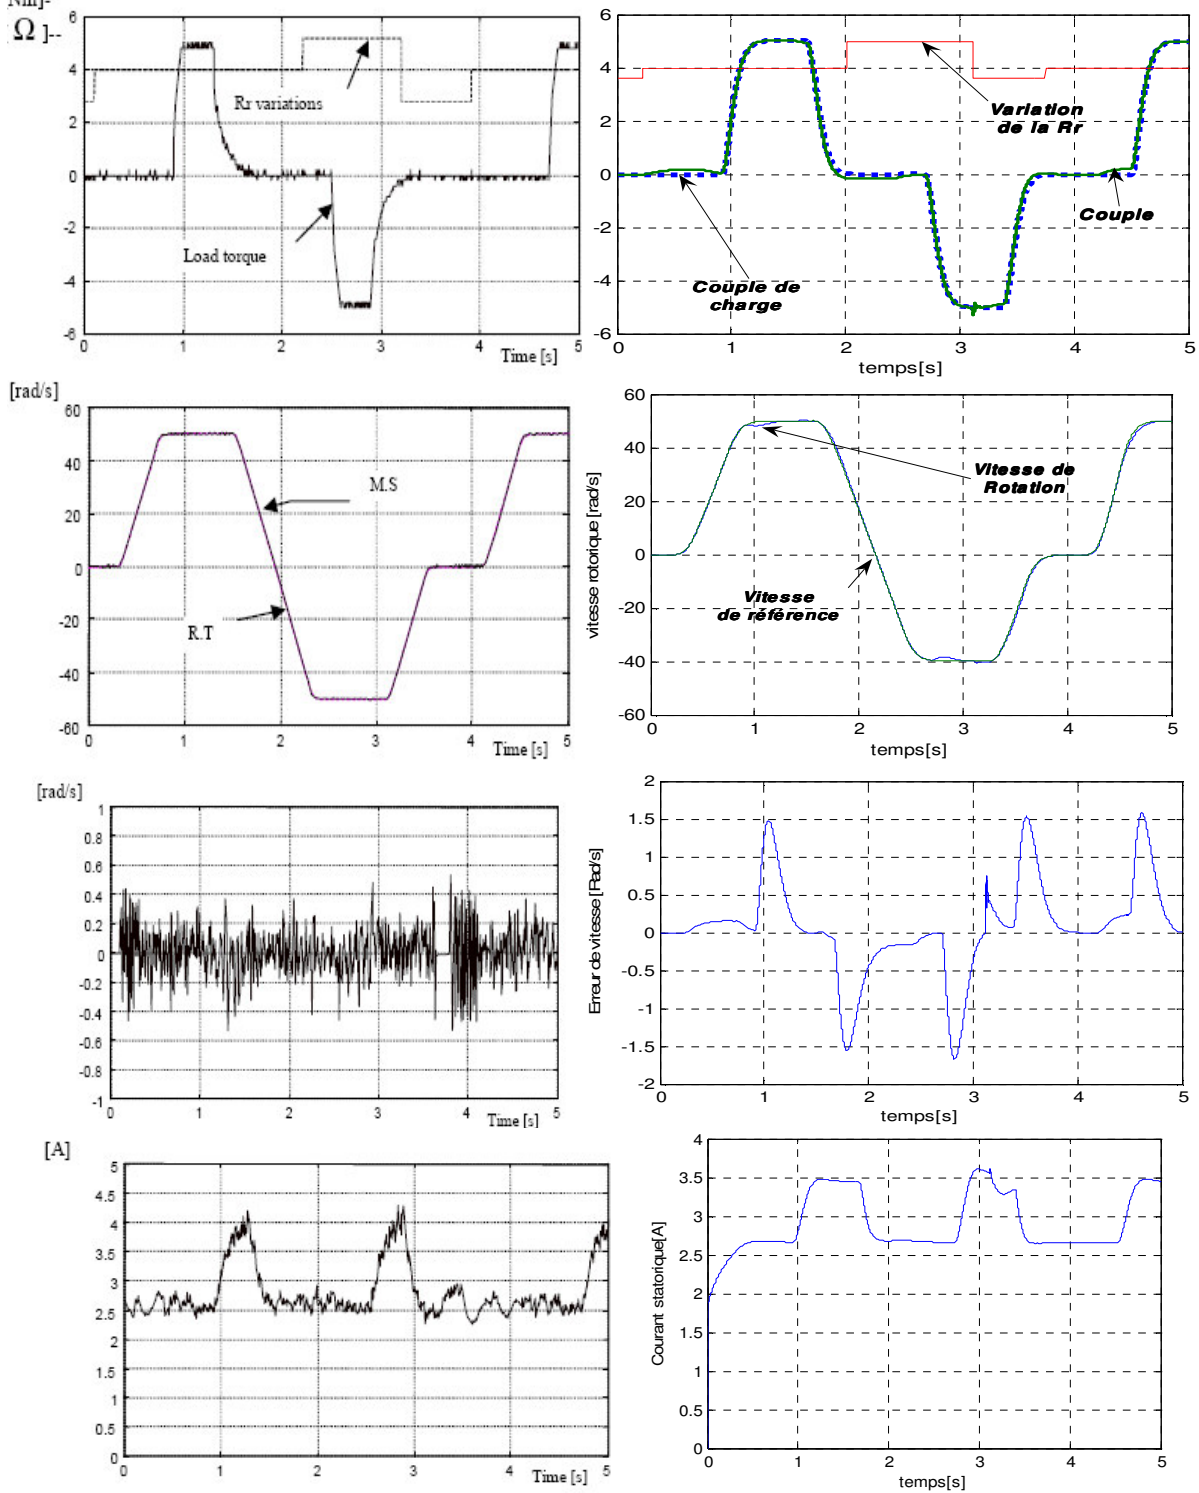 Nm]-
[Ω ]--
6
4
2
0
-2
-4
-6
0 1 2 3 4 5
Time [s]
Rr variations
Load torque
6
4
2
0
-2
-4
-6
0 1 2 3 4 5
temps[s]
Variation
de la Rr
Couple
Couple de
charge
[rad/s]
60
40
20
0
-20
-40
-60
0 1 2 3 4 5
Time [s]
M.S
R.T
vitesse rotorique [rad/s]
60
40
20
0
-20
-40
-60
0 1 2 3 4 5
temps[s]
Vitesse de
Rotation
Vitesse
de référence
[rad/s]
1
0.8
0.6
0.4
0.2
0
-0.2
-0.4
-0.6
-0.8
-1
0 1 2 3 4 5
Time [s]
Erreur de vitesse [Rad/s]
2
1.5
1
0.5
0
-0.5
-1
-1.5
-2
0 1 2 3 4 5
temps[s]
[A]
5
4.5
4
3.5
3
2.5
2
1.5
1
0.5
0
0 1 2 3 4 5
Time [s]
Courant statorique[A]
4
3.5
3
2.5
2
1.5
1
0.5
0
0 1 2 3 4 5
temps[s]